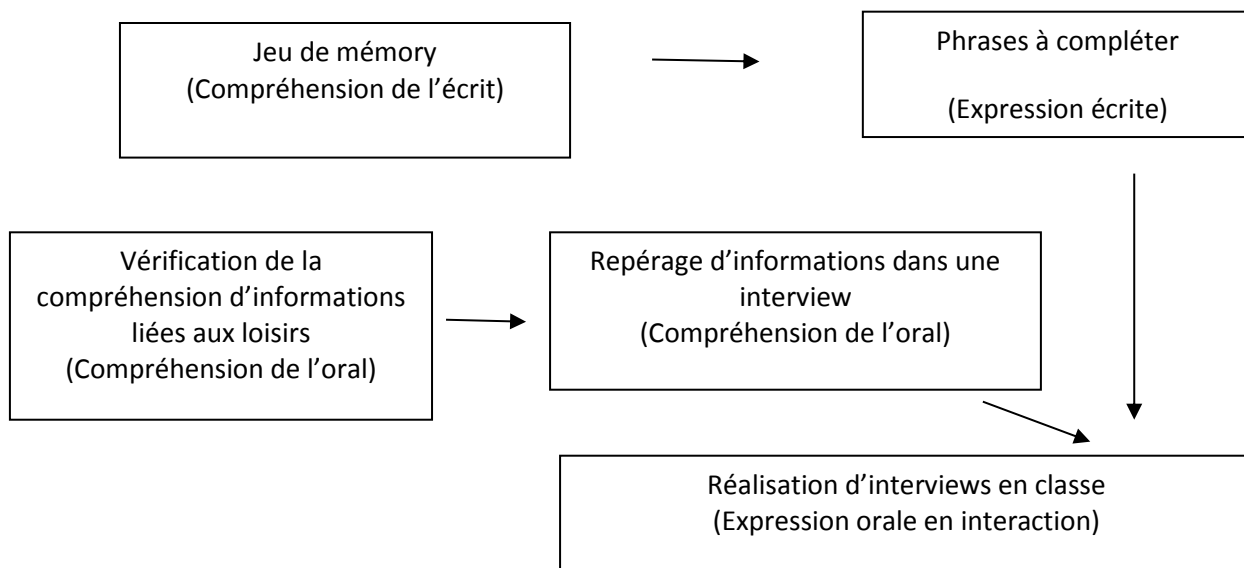 Jeu de mémory
(Compréhension de l’écrit)
Phrases à compléter
(Expression écrite)
Vérification de la
compréhension d’informations
liées aux loisirs
(Compréhension de l’oral)
Repérage d’informations dans une
interview
(Compréhension de l’oral)
Réalisation d’interviews en classe
(Expression orale en interaction)